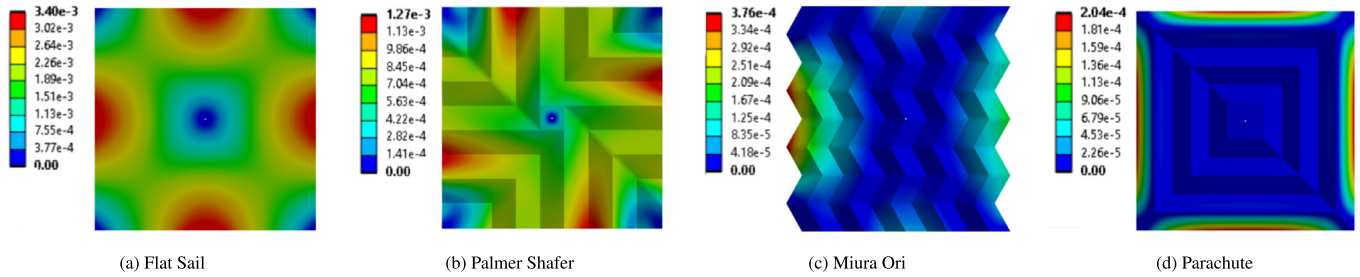 3.40e-3
3.02e-3
2.64e-3
2.26e-3
1.89e-3
1.51e-3
1.13e-3
7.55e-4
3.77e-4
0.00
1.27e-3
1.13e-3
9.86e-4
8.45e-4
7.04e-4
5.63e-4
4.22e-4
2.82e-4
1.41e-4
0.00
3.76e-4
3.34e-4
2.92e-4
2.51e-4
2.09e-4
1.67e-4
1.25e-4
8.35e-5
4.18e-5
0.00
2.04e-4
1.81e-4
1.59e-4
1.36e-4
1.13e-4
9.06e-5
6.79e-5
4.53e-5
2.26e-5
0.00
(a) Flat Sail
(b) Palmer Shafer
(c) Miura Ori
(d) Parachute